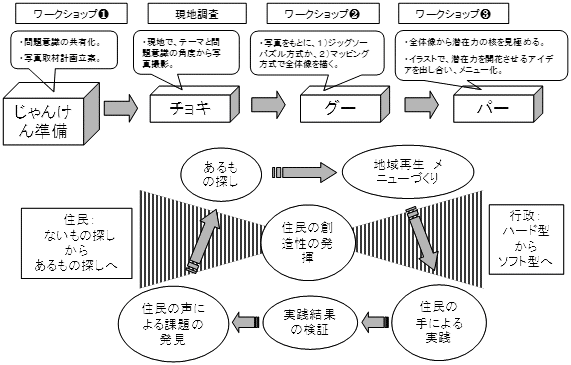 ワークショップ❶
現地調査
ワークショップ❷
ワークショップ❸
・問題意識の共有化。
・写真取材計画立案。
・現地で、テーマと問
題意識の角度から写
真撮影。
・写真をもとに、1)ジグソー
パズル方式か、2)マッピング
方式で全体像を描く。
・全体像から潜在力の核を見極める。
・イラストで、潜在力を開花させるアイデ
アを出し合い、メニュー化。
じゃんけ
ん準備
チョキ
グー
パー
あるも
の探し
地域再生 メ
ニューづくり
住民:
ないもの探し
から
あるもの探しへ
住民の創
造性の発
揮
行政:
ハード型
から
ソフト型へ
住民の声
による課題の
発見
実践結果
の検証
住民の
手による
実践